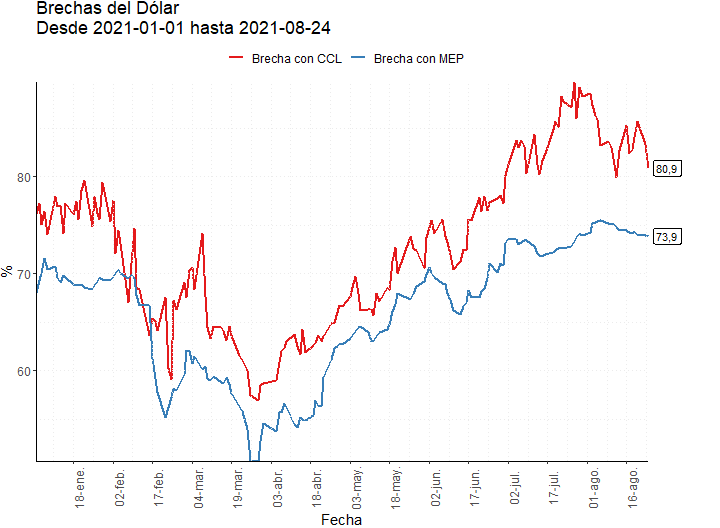 Brechas del Dólar
Desde 2021-01-01 hasta 2021-08-24
Brecha con CCL
Brecha con MEP
%
80
70
60
80,9
73,9
18-ene.
02-feb.
17-feb.
04-mar.
19-mar.
03-abr.
18-abr.
03-may.
18-may.
02-jun.
17-jun.
02-jul.
17-jul.
01-ago.
16-ago.
Fecha